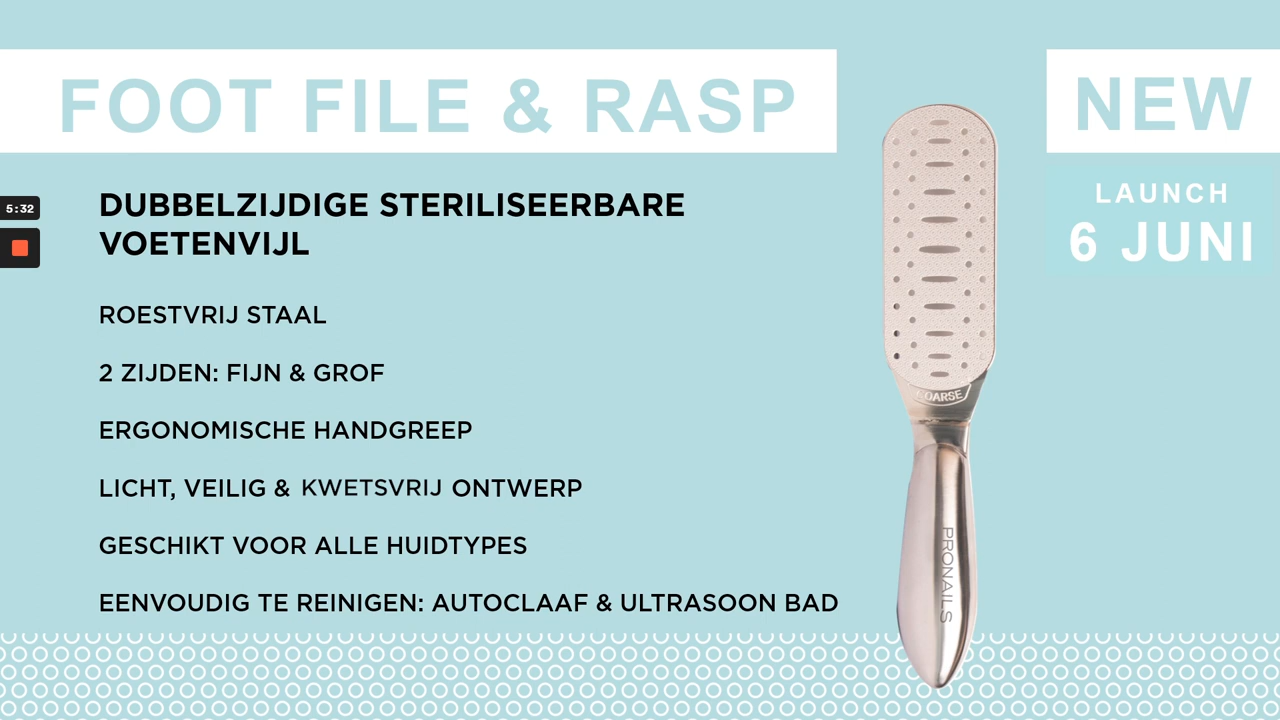 FOOT FILE & RASP
NEW
LAUNCH
6 JUNI
5:32
DUBBELZIJDIGE STERILISEERBARE
VOETENVIJL
ROESTVRIJ STAAL
2 ZIJDEN: FIJN & GROF
ERGONOMISCHE HANDGREEP
LICHT, VEILIG & KWETSVRIJ ONTWERP
GESCHIKT VOOR ALLE HUIDTYPES
EENVOUDIG TE REINIGEN: AUTOCLAAF & ULTRASOON BAD
COARSE
PRONAILS